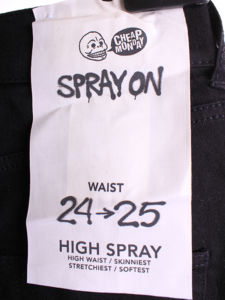 CHEAP
MONDAY
SPRAY ON
WAIST
24→25
HIGH SPRAY
HIGH WAIST / SKINNIEST
STRETCHIEST / SOFTEST